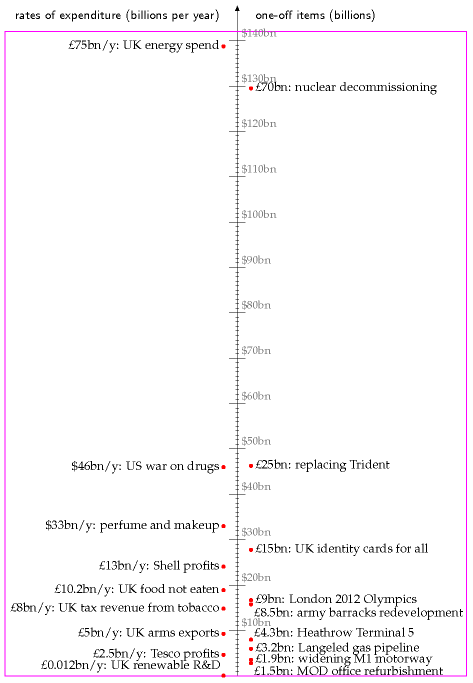 rates of expenditure (billions per year)
one-off items (billions)
$140bn
£75bn/y: UK energy spend
$130bn
£70bn: nuclear decommissioning
$120bn
$110bn
$100bn
$90bn
$80bn
$70bn
$60bn
$50bn
$46bn/y: US war on drugs
£25bn: replacing Trident
$40bn
$33bn/y: perfume and makeup
$30bn
£15bn: UK identity cards for all
£13bn/y: Shell profits
$20bn
£10.2bn/y: UK food not eaten
£9bn: London 2012 Olympics
£8bn/y: UK tax revenue from tobacco
£8.5bn: army barracks redevelopment
$10bn
£5bn/y: UK arms exports
£4.3bn: Heathrow Terminal 5
£3.2bn: Langeled gas pipeline
£2.5bn/y: Tesco profits
£1.9bn: widening M1 motorway
£0.012bn/y: UK renewable R&D
£1.5bn: MOD office refurbishment